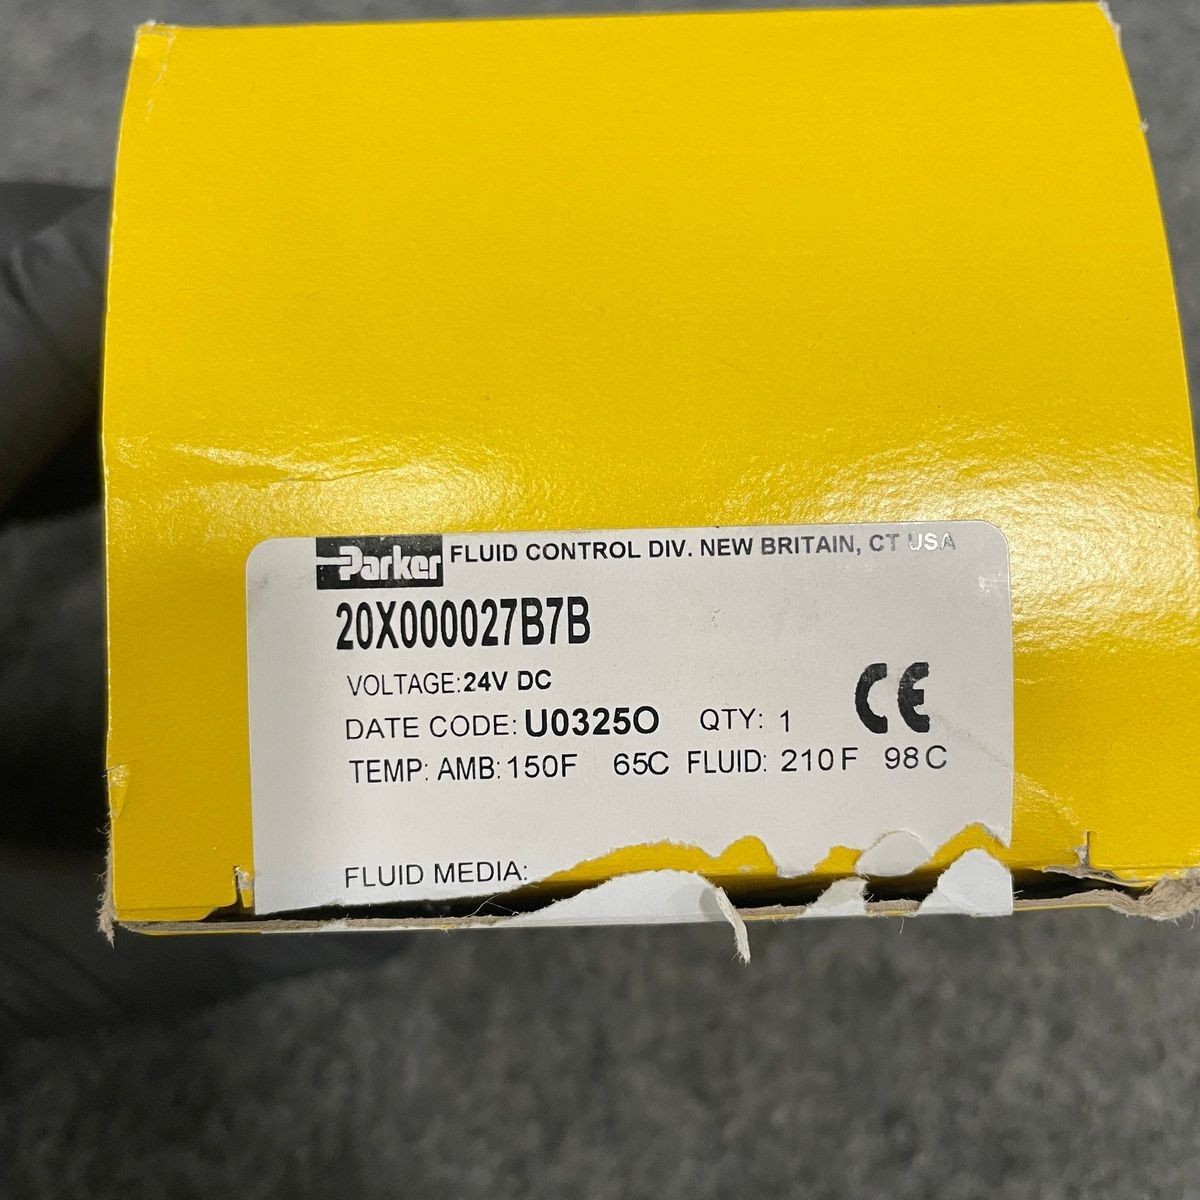 Parker FLUID CONTROL DIV. NEW BRITAIN, CT USA
20X000027B7B
VOLTAGE:24V DC
DATE CODE: U0325O QTY: 1 CE
TEMP: AMB: 150F 65C FLUID: 210F 98C
FLUID MEDIA: